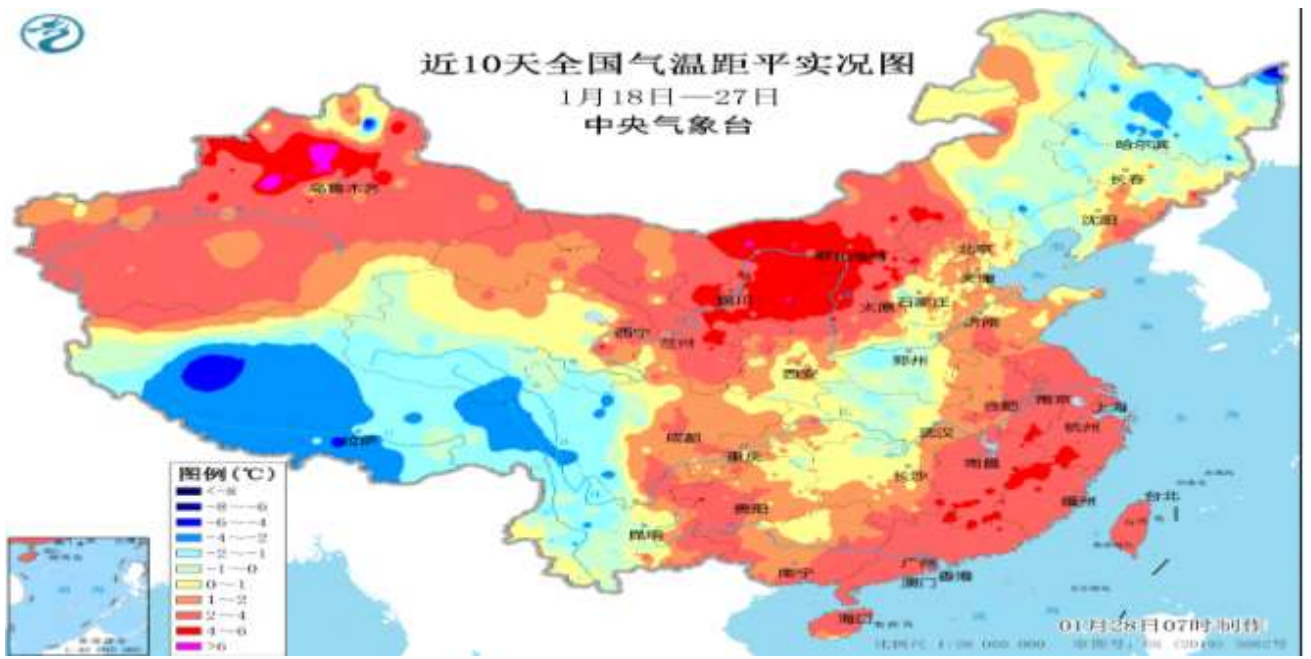 近10天全国气温距平实况图
1月18日—27日
中央气象台
哈尔滨
长春
沈阳
乌鲁木齐
呼和浩特
北京
天津
银川
太原
石家庄
济南
西宁
兰州
郑州
西安
合肥
南京
上海
成都
武汉
杭州
重庆
南昌
拉萨
长沙
贵阳
福州
台北
昆明
南宁
广州
澳门
香港
海口
图例(℃)
<-8
-8～-6
-6～-4
-4～-2
-2～-1
-1～0
0～1
1～2
2～4
4～6
>6
01月28日07时制作